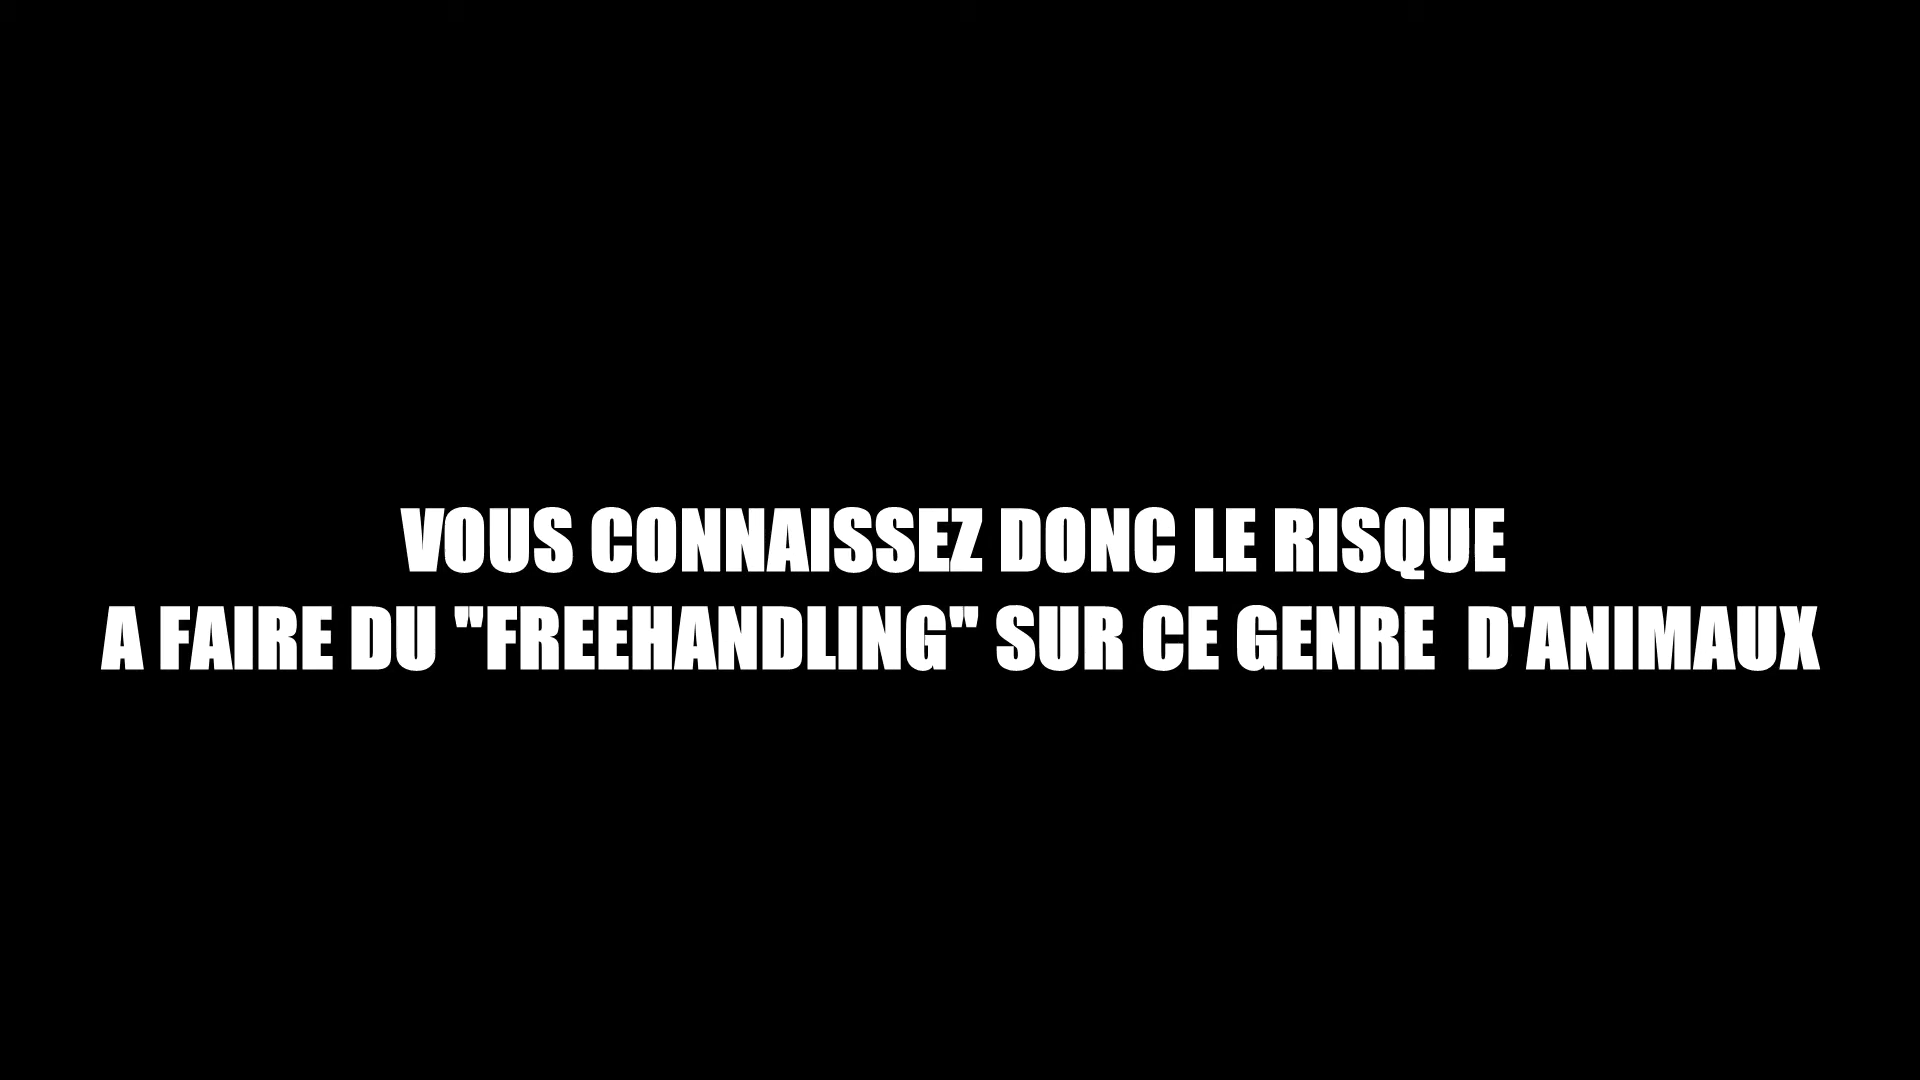 VOUS CONNAISSEZ DONC LE RISQUE
A FAIRE DU "FREEHANDLING" SUR CE GENRE  D'ANIMAUX